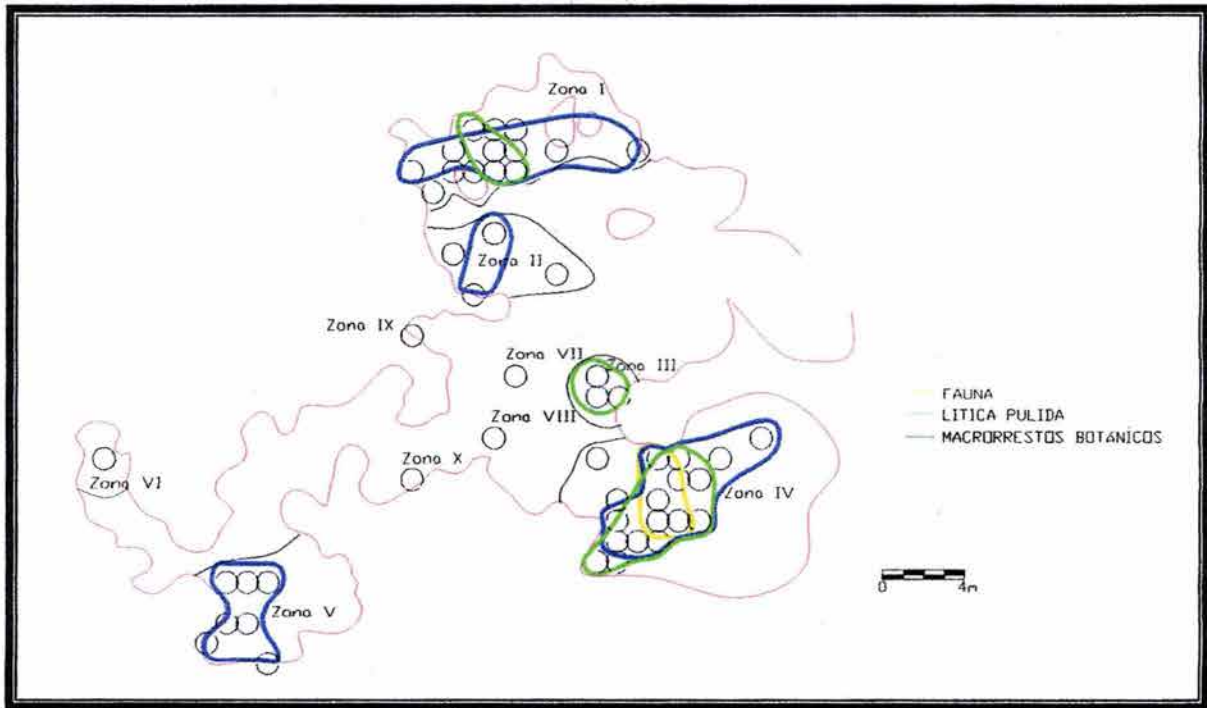 Zona I
Zona II
Zona IX
Zona VII
Zona III
Zona VIII
Zona X
Zona VI
Zona IV
Zona V
FAUNA
LITICA PULIDA
MACRORRESTOS BOTÁNICOS
0 4m